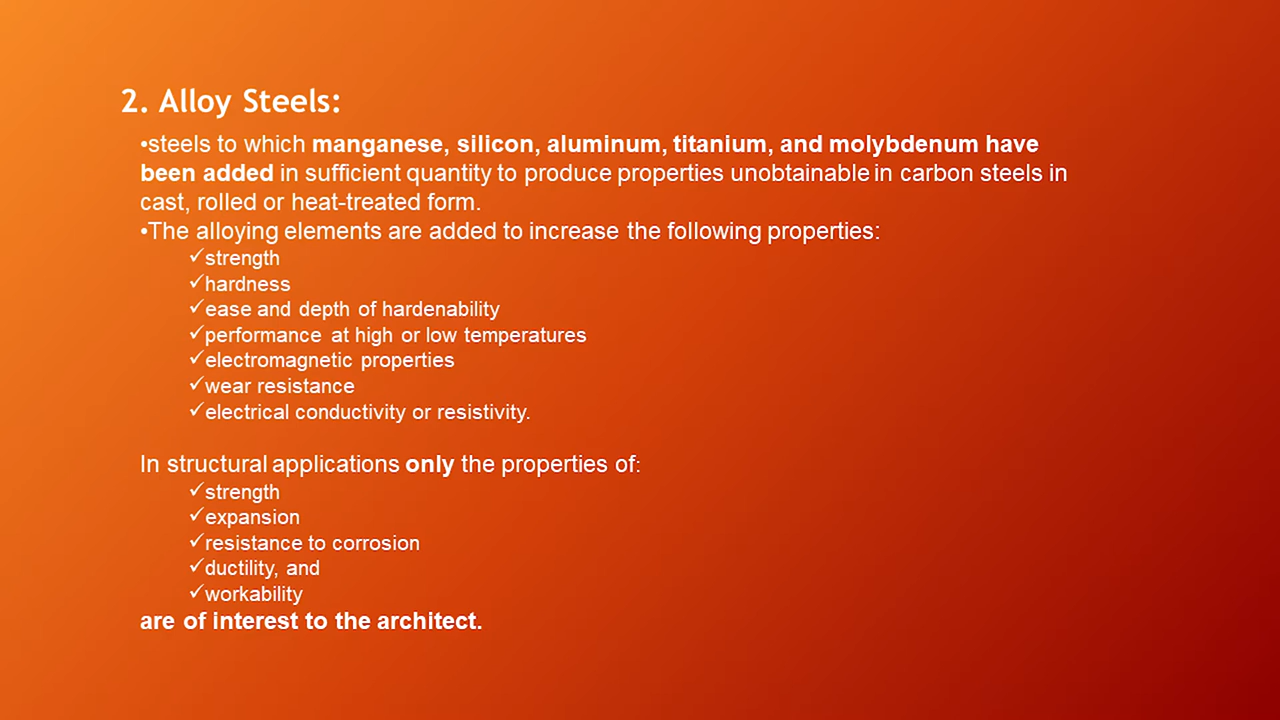 2. Alloy Steels:
•steels to which manganese, silicon, aluminum, titanium, and molybdenum have
been added in sufficient quantity to produce properties unobtainable in carbon steels in
cast, rolled or heat-treated form.
•The alloying elements are added to increase the following properties:
✓strength
✓hardness
✓ease and depth of hardenability
✓performance at high or low temperatures
✓electromagnetic properties
✓wear resistance
✓electrical conductivity or resistivity.
In structural applications only the properties of:
✓strength
✓expansion
✓resistance to corrosion
✓ductility, and
✓workability
are of interest to the architect.